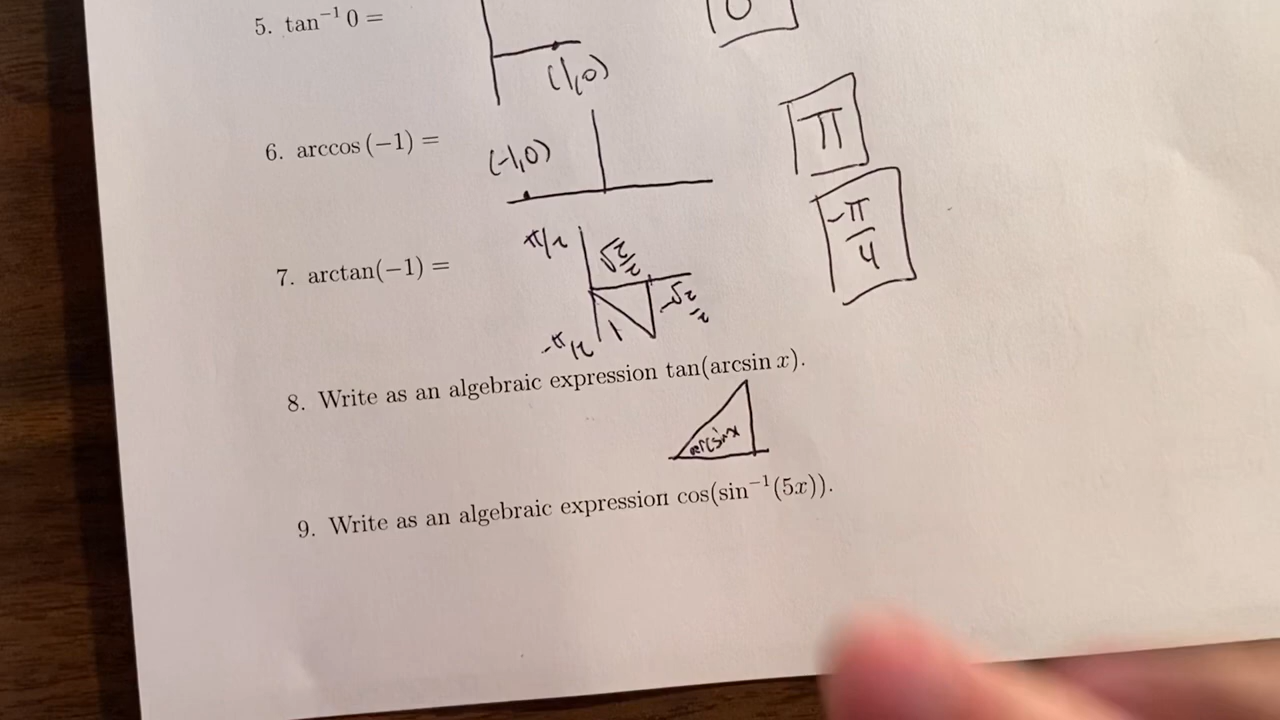 5. tan⁻¹ 0 =
0
(1,0)
6. arccos (−1) =
(-1,0)
π
7. arctan(−1) =
π/2
√2/2
-√2/2
1
-π/2
-π/4
8. Write as an algebraic expression tan(arcsin x).
arcsinx
9. Write as an algebraic expression cos(sin⁻¹(5x)).